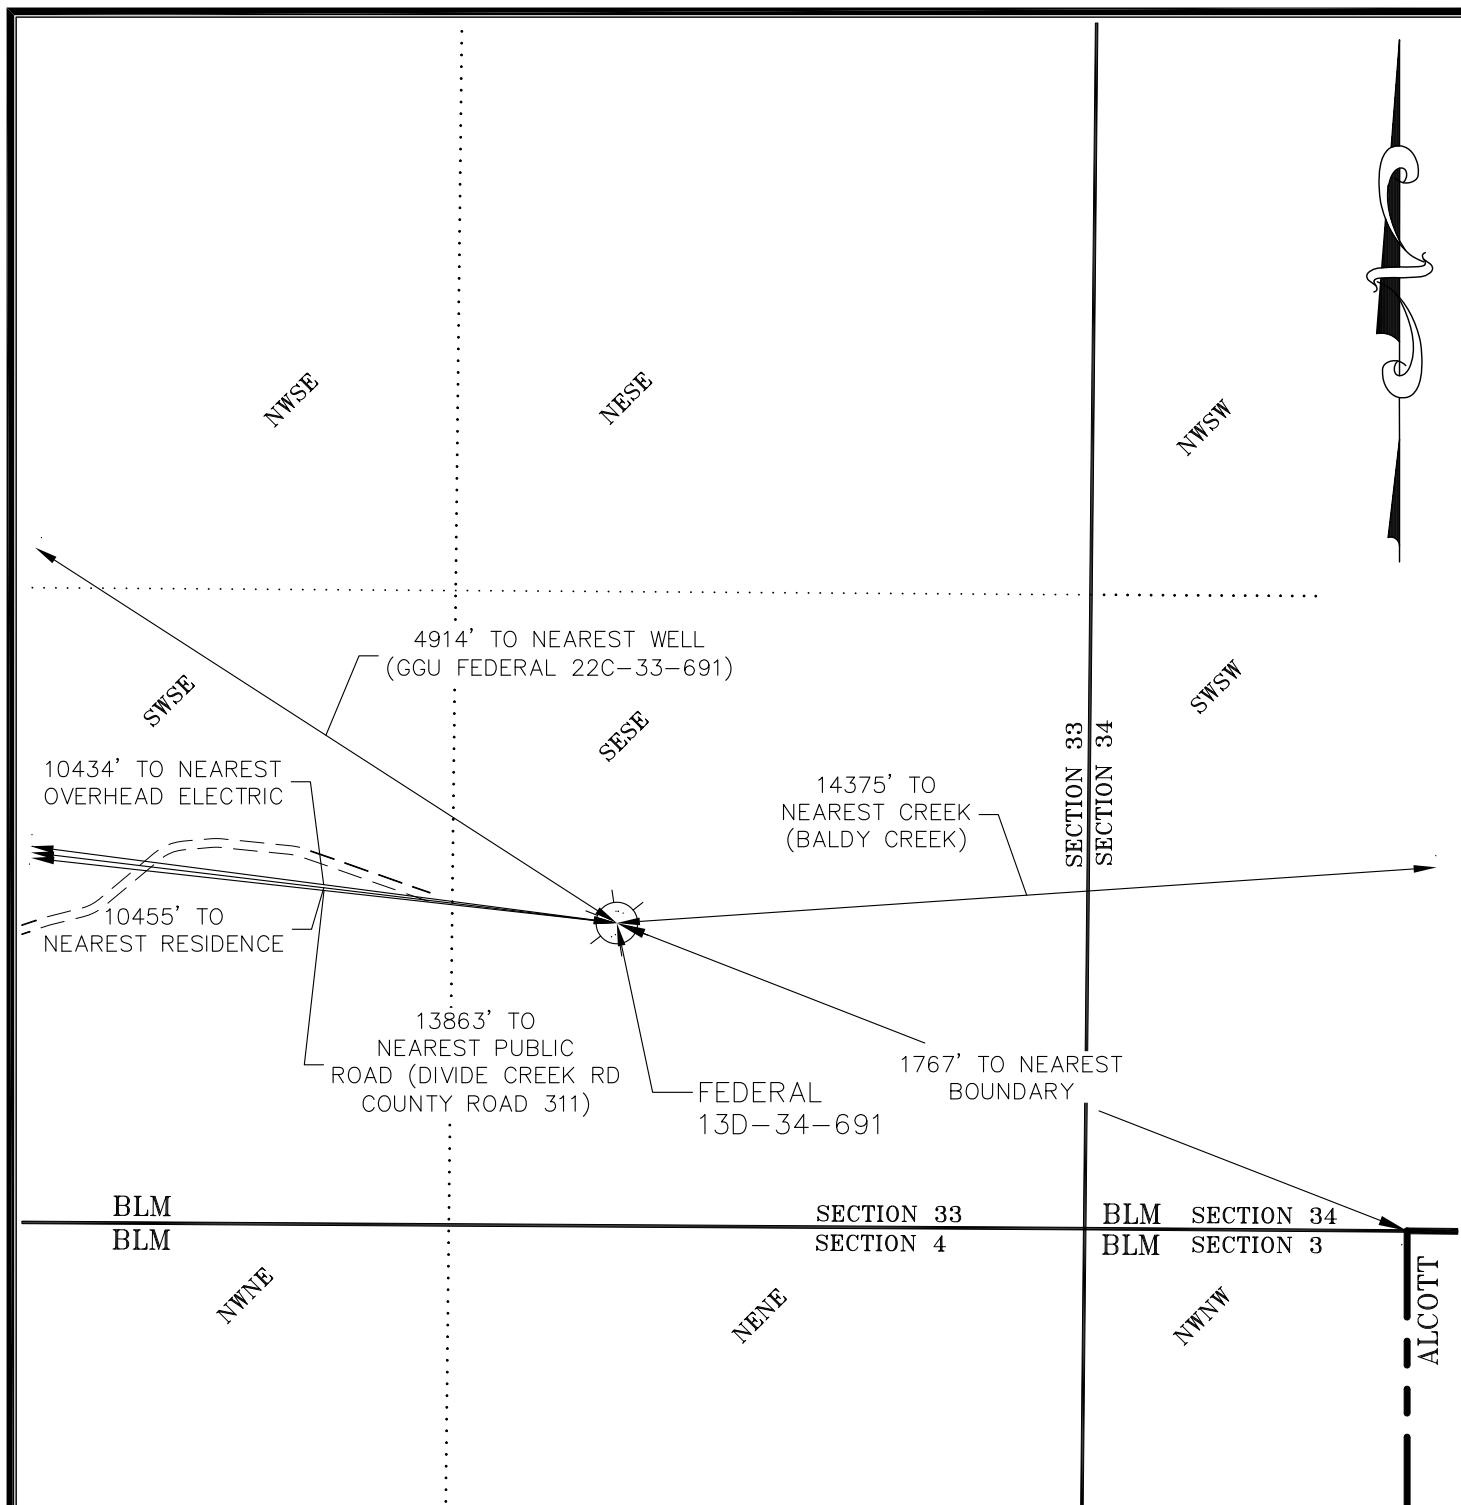 NWSE
NESE
NWSW
4914' TO NEAREST WELL
(GGU FEDERAL 22C-33-691)
SWSE
SESE
SWSW
SECTION 33
SECTION 34
10434' TO NEAREST
OVERHEAD ELECTRIC
14375' TO
NEAREST CREEK
(BALDY CREEK)
10455' TO
NEAREST RESIDENCE
13863' TO
NEAREST PUBLIC
ROAD (DIVIDE CREEK RD
COUNTY ROAD 311)
FEDERAL
13D-34-691
1767' TO NEAREST
BOUNDARY
BLM
SECTION 33
BLM SECTION 34
BLM
SECTION 4
BLM SECTION 3
NWNE
NENE
NWNW
ALCOTT